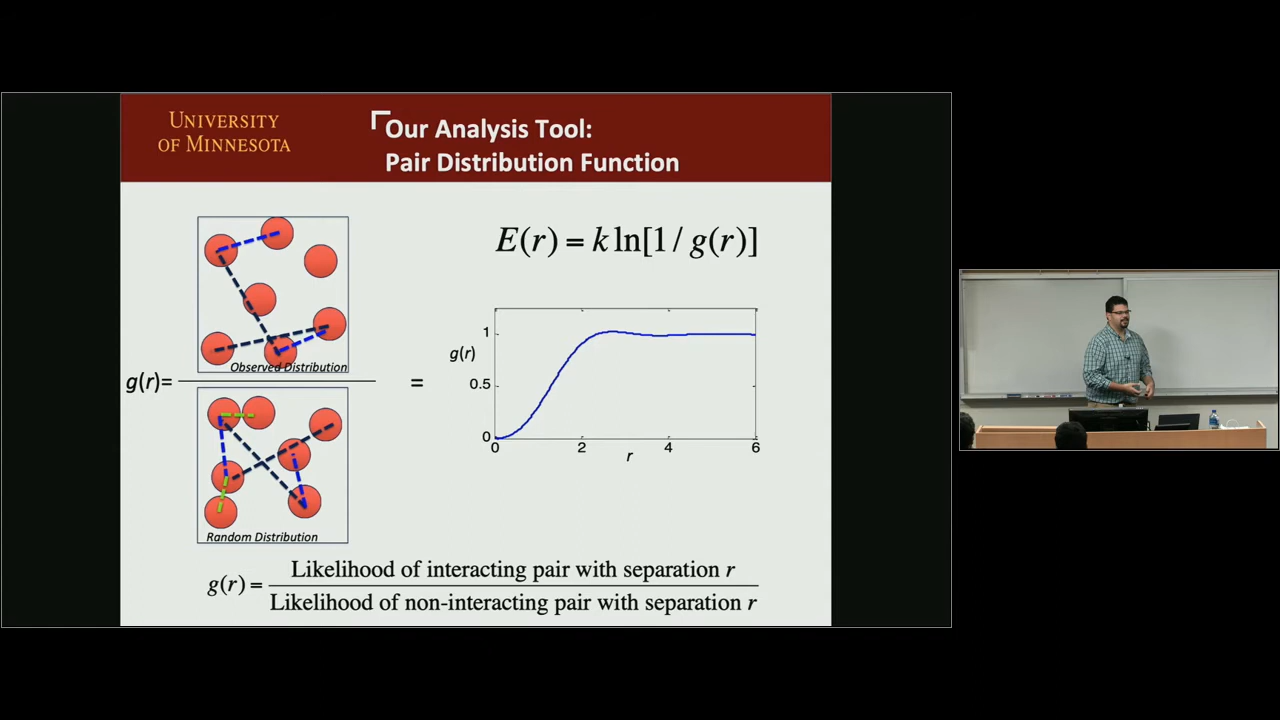 UNIVERSITY
OF MINNESOTA
Our Analysis Tool:
Pair Distribution Function
E(r) = k ln[1 / g(r)]
Observed Distribution
g(r)=
=
Random Distribution
g(r)
1
0.5
0
0 2 4 6
r
g(r) =
Likelihood of interacting pair with separation r
Likelihood of non-interacting pair with separation r